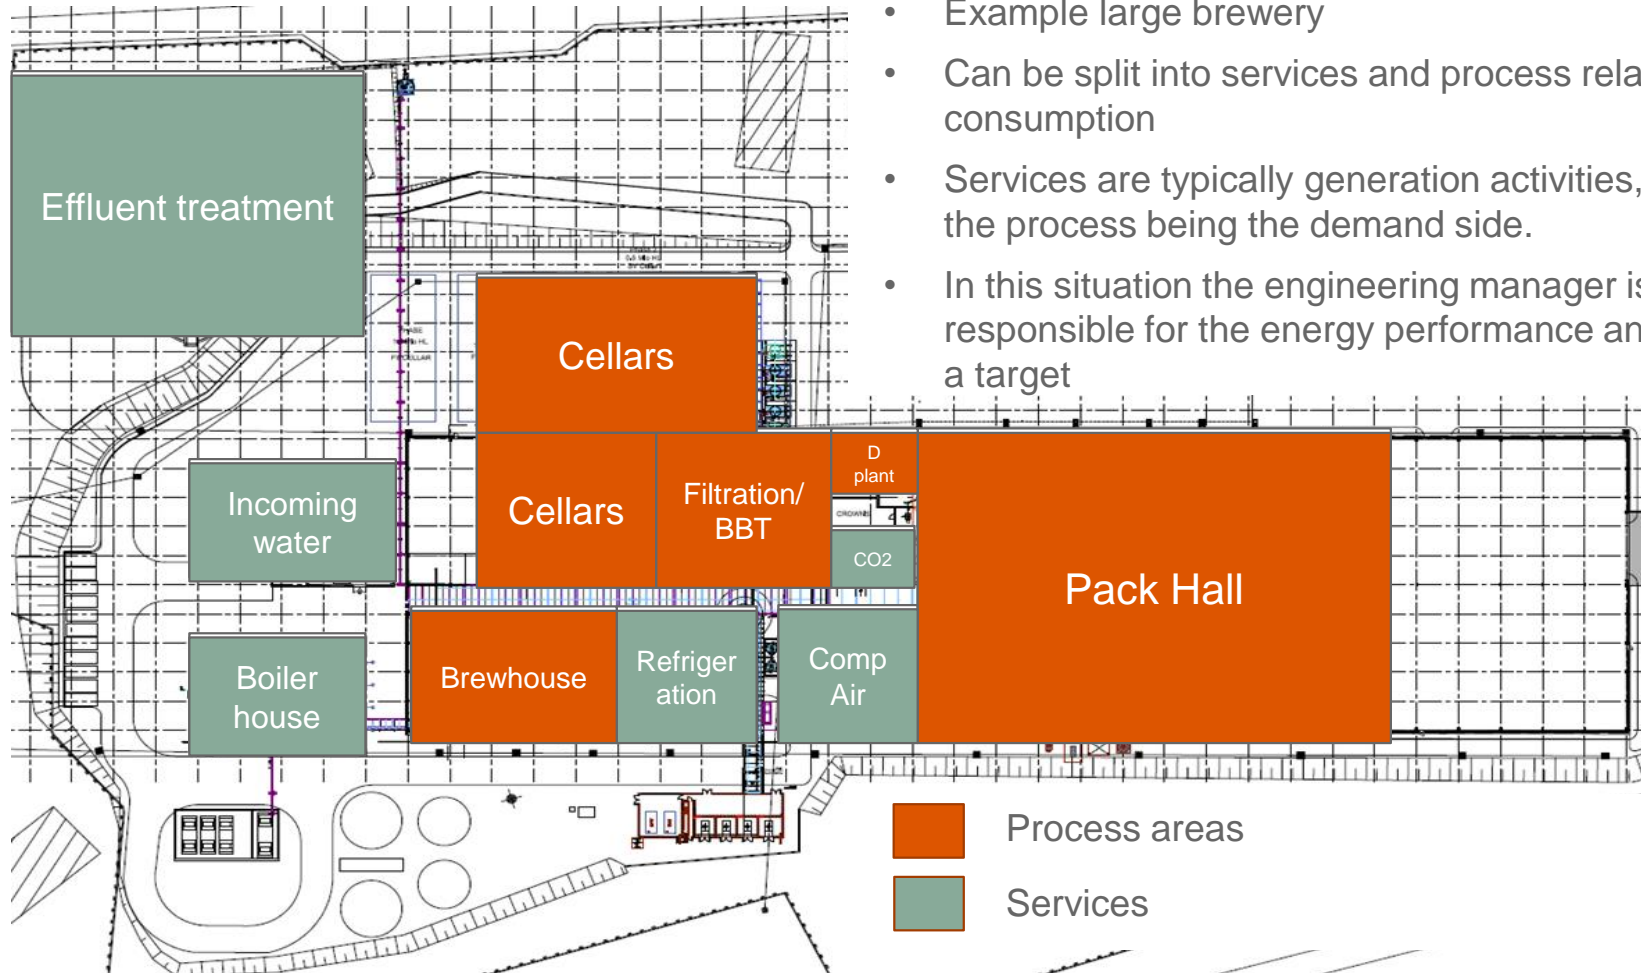 • Example large brewery
• Can be split into services and process rela
consumption
• Services are typically generation activities,
the process being the demand side.
• In this situation the engineering manager is
responsible for the energy performance an
a target
Effluent treatment
Cellars
Cellars
Filtration/
BBT
D
plant
CROWNS
CO2
Incoming
water
Pack Hall
Boiler
house
Brewhouse
Refriger
ation
Comp
Air
Process areas
Services